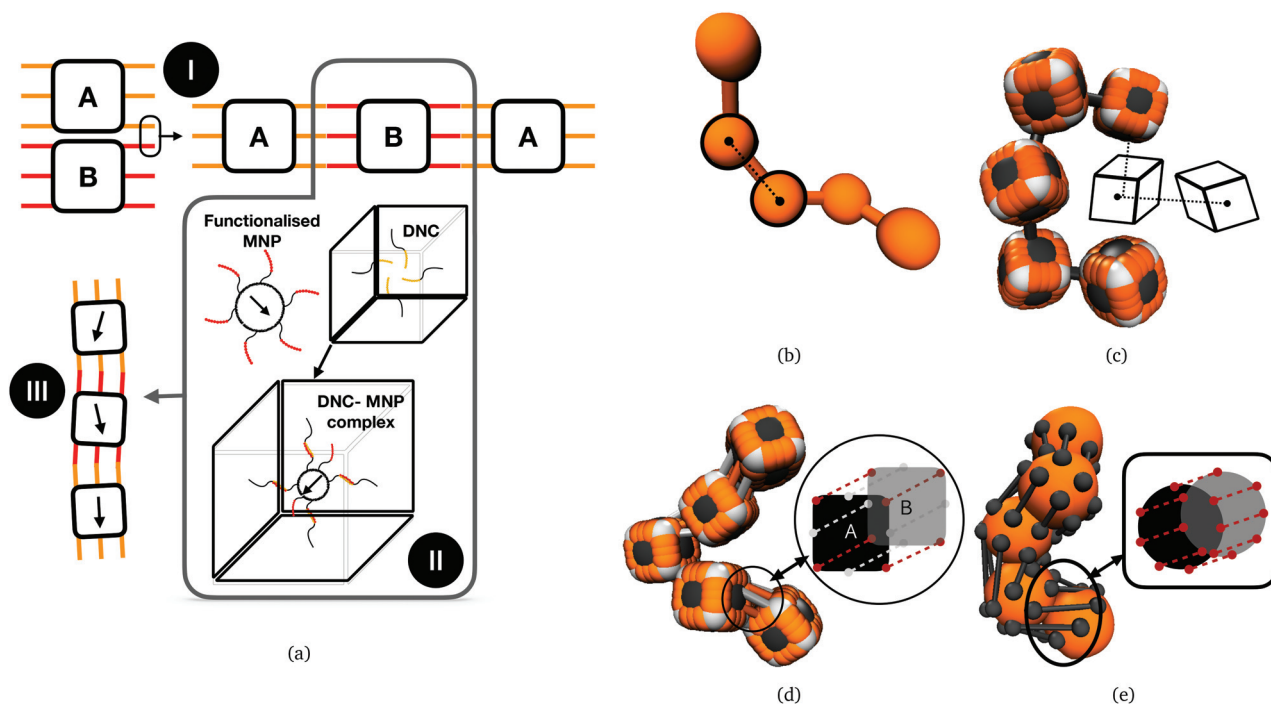 I
A
B
A
B
A
Functionalised
MNP
DNC
III
DNC- MNP
complex
II
(a)
(b)
(c)
A
B
(d)
(e)